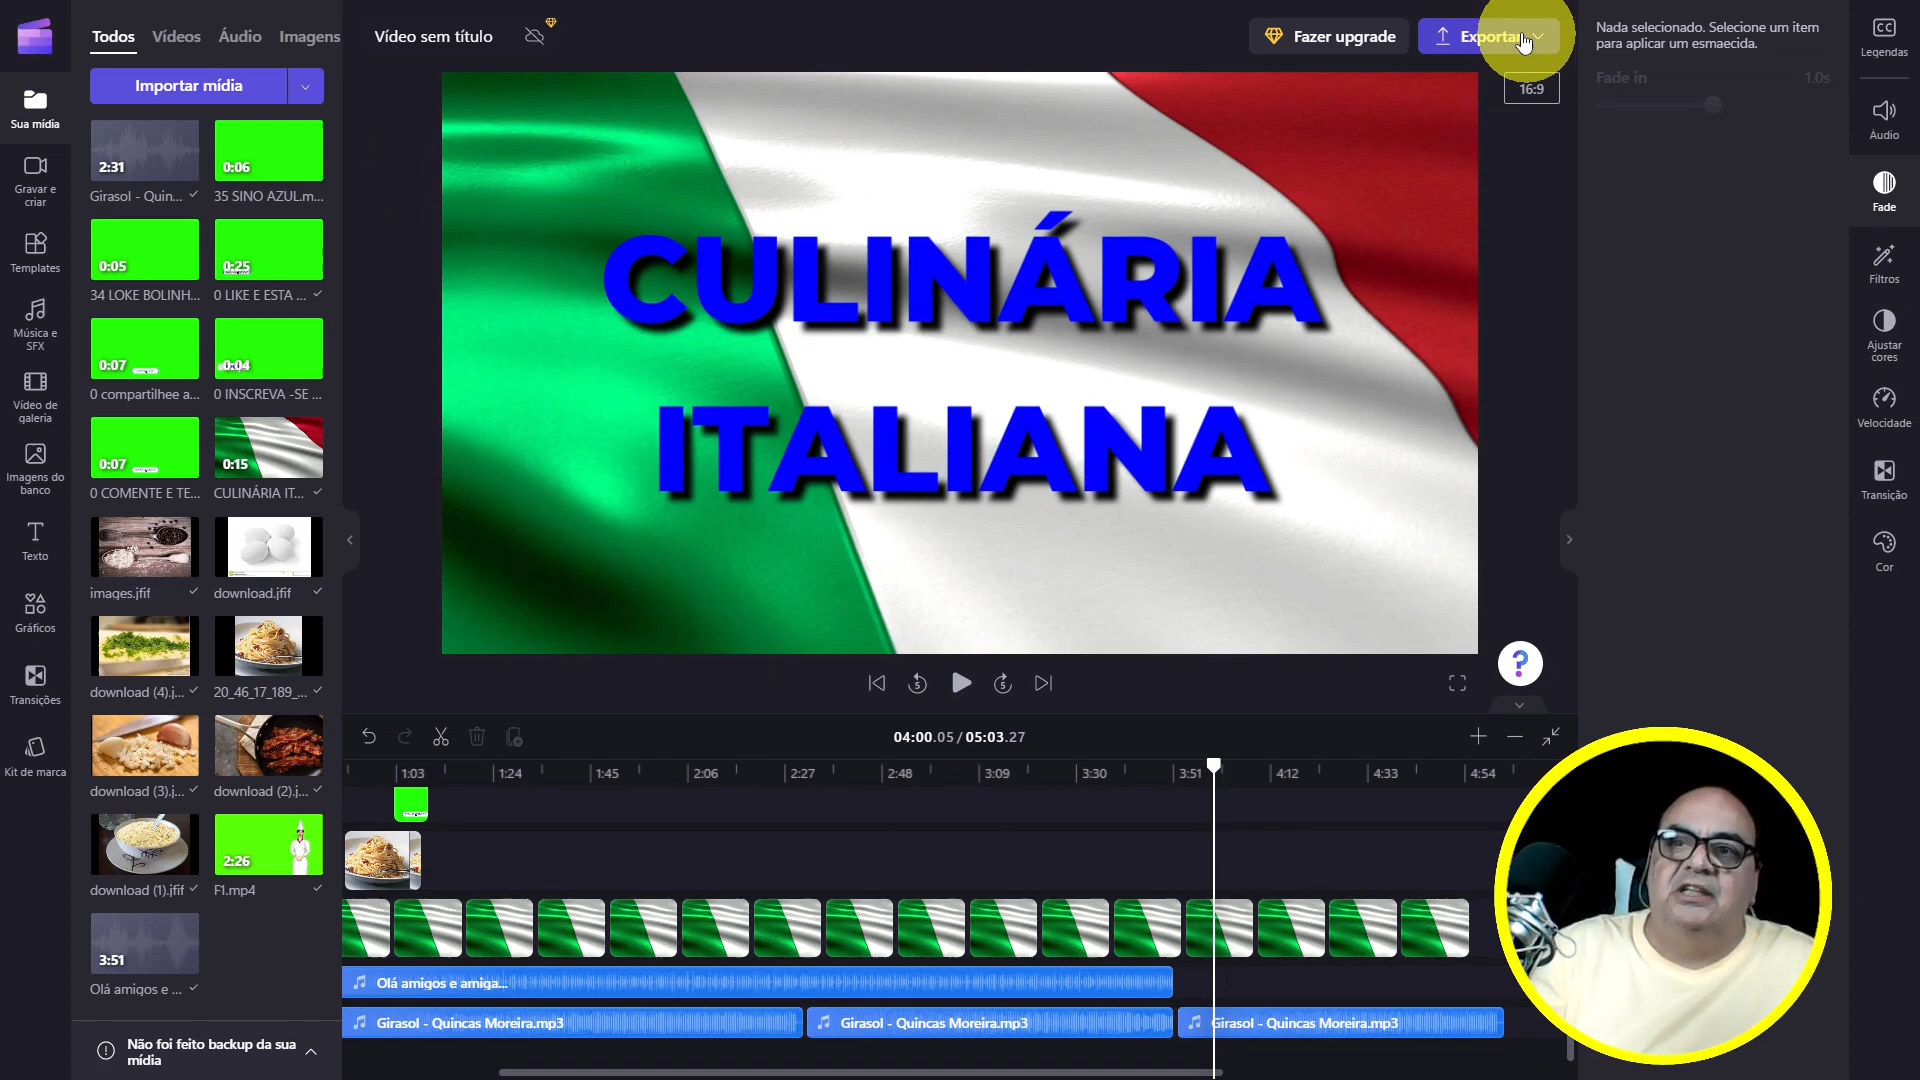 Todos Vídeos Áudio Imagens
Vídeo sem título
Fazer upgrade
Exportar
16:9
Nada selecionado. Selecione um item
para aplicar um esmaecida.
Fade in 1.0s
Importar mídia
Sua mídia
Gravar e
criar
Templates
Música e
SFX
Vídeo de
galeria
Imagens do
banco
Texto
Gráficos
Transições
Kit de marca
2:31
0:06
Girasol - Quin...
35 SINO AZUL.m...
0:05
0:25
34 LOKE BOLINH...
0 LIKE E ESTA ...
0:07
0:04
0 compartilhee a...
0 INSCREVA -SE ...
0:07
0:15
0 COMENTE E TE...
CULINÁRIA IT...
images.jfif
download.jfif
download (4).j...
20_46_17_189_...
download (3).j...
download (2).j...
2:26
download (1).jfif
F1.mp4
3:51
Olá amigos e ...
Não foi feito backup da sua
mídia
CULINÁRIA
ITALIANA
5
5
?
04:00.05 / 05:03.27
1:03 1:24 1:45 2:06 2:27 2:48 3:09 3:30 3:51 4:12 4:33 4:54
Olá amigos e amiga...
Girasol - Quincas Moreira.mp3
Girasol - Quincas Moreira.mp3
Girasol - Quincas Moreira.mp3
CC
Legendas
Áudio
Fade
Filtros
Ajustar
cores
Velocidade
Transição
Cor